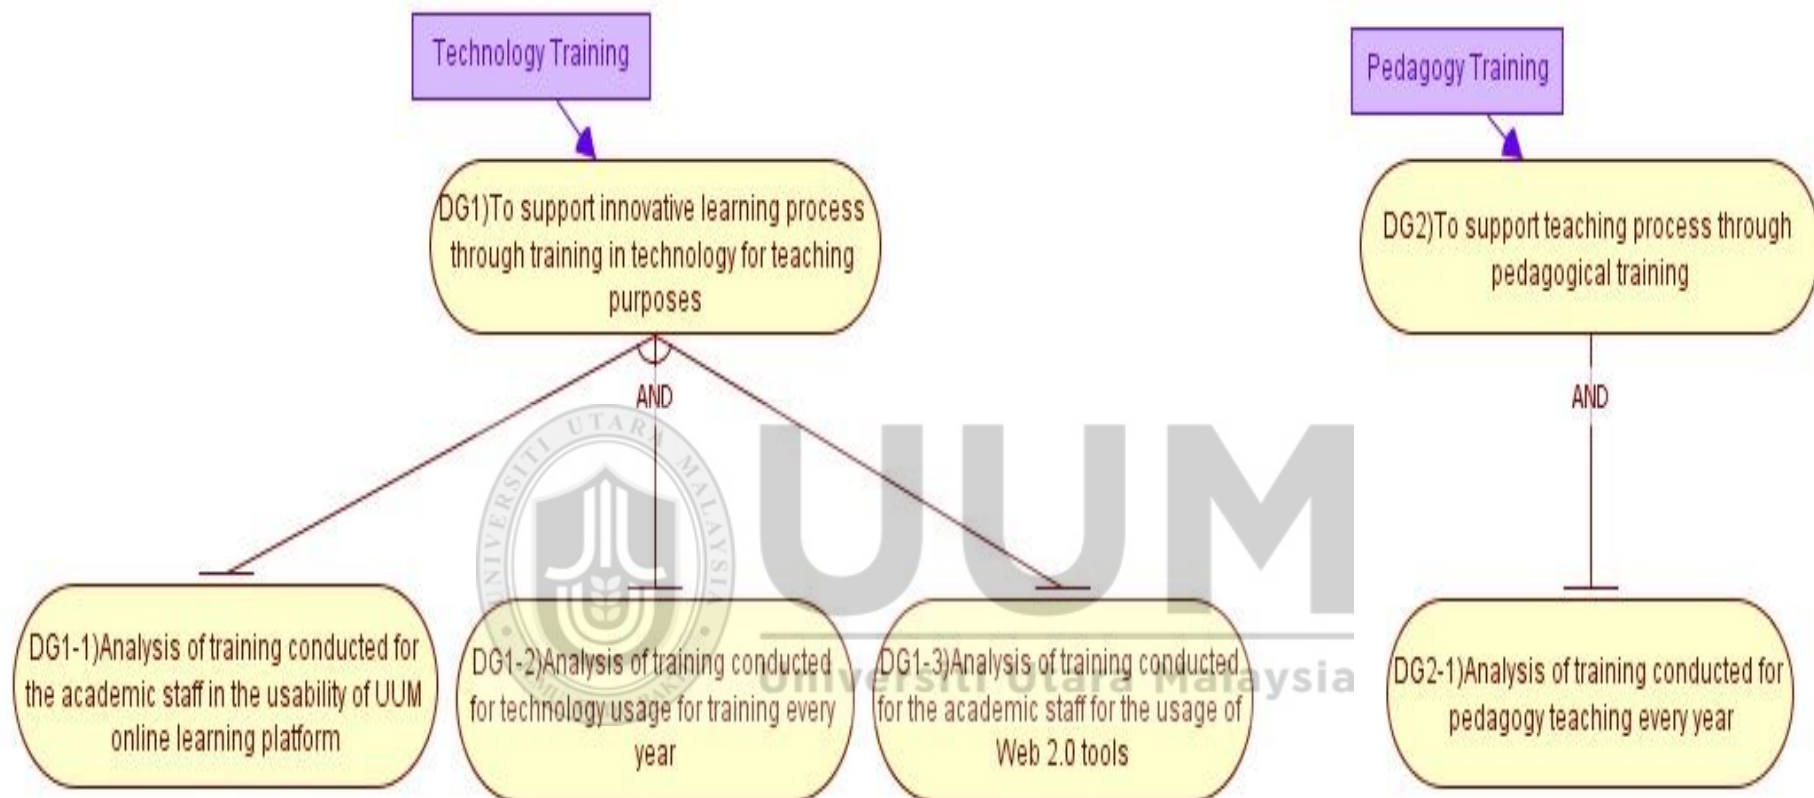 Technology Training
Pedagogy Training
DG1)To support innovative learning process
through training in technology for teaching
purposes
DG2)To support teaching process through
pedagogical training
AND
AND
UNIVERSITI UTARA MALAYSIA
UUM
Universiti Utara Malaysia
DG1-1)Analysis of training conducted for
the academic staff in the usability of UUM
online learning platform
DG1-2)Analysis of training conducted
for technology usage for training every
year
DG1-3)Analysis of training conducted
for the academic staff for the usage of
Web 2.0 tools
DG2-1)Analysis of training conducted for
pedagogy teaching every year